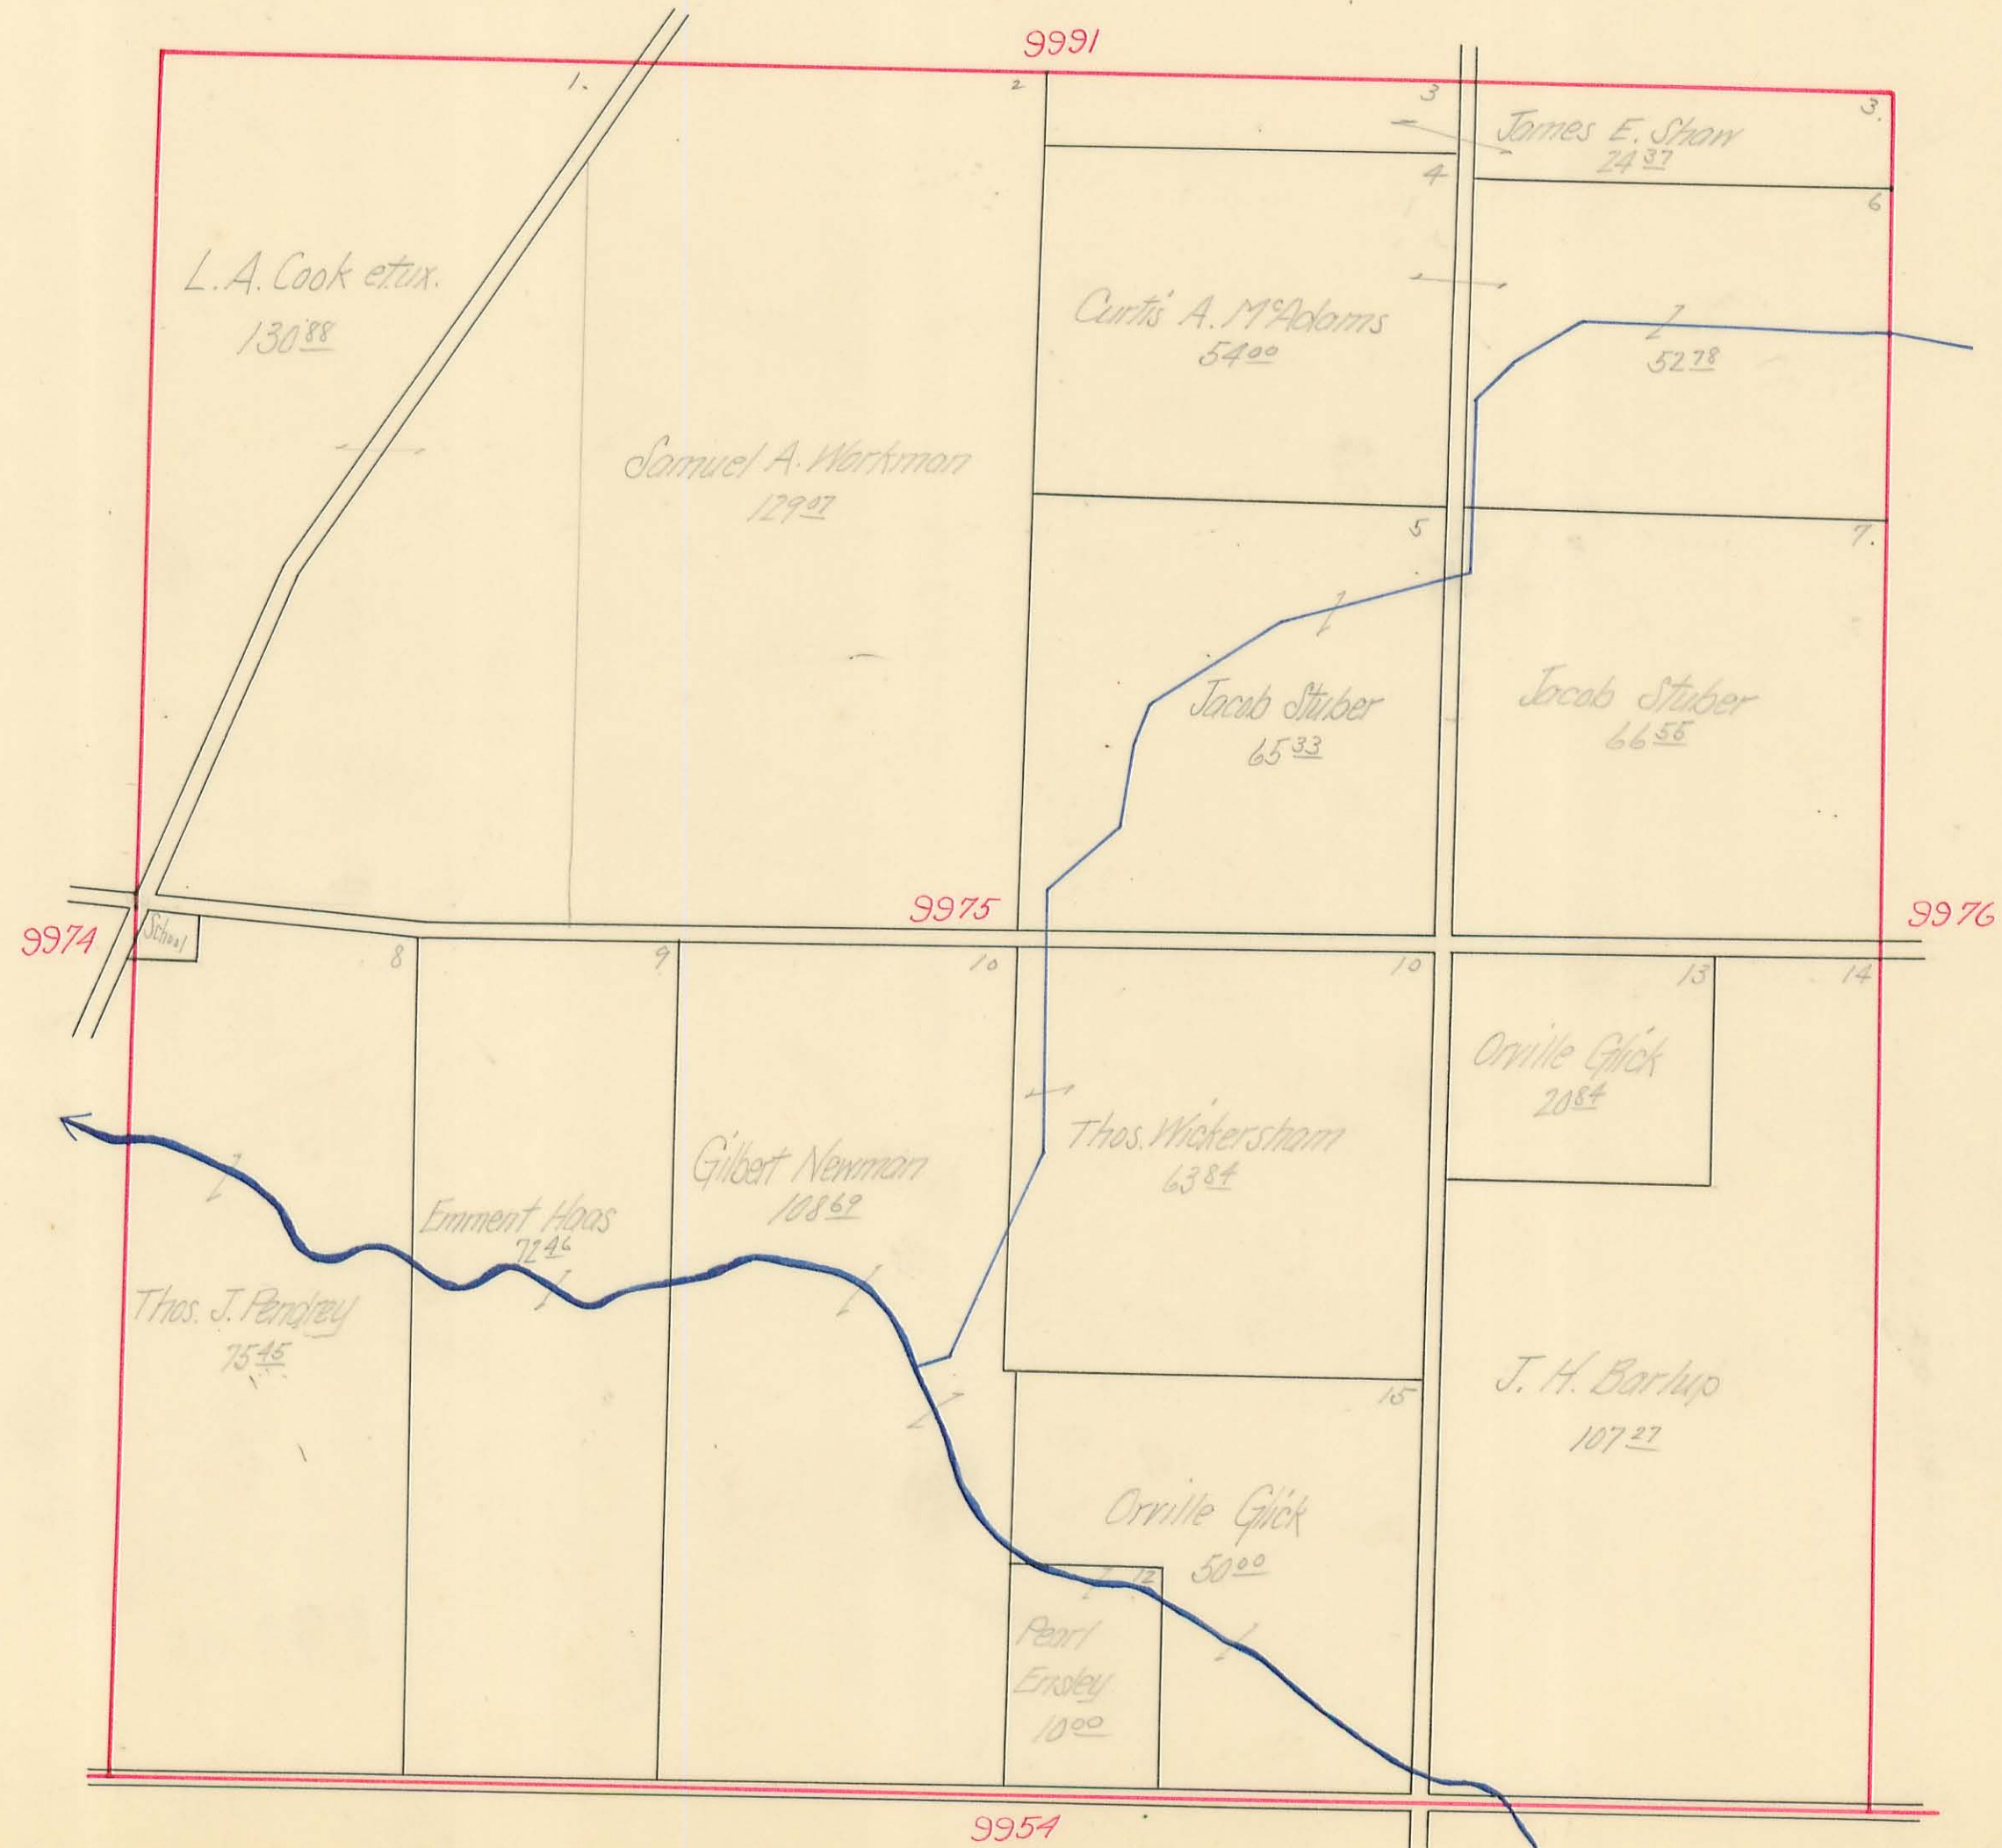 9991
1.
2
3
3.
James E. Shaw
24 37
4
6
L.A. Cook et.ux.
130 88
Curtis A. McAdams
54 00
52 78
Samuel A. Workman
129 07
5
7.
Jacob Stuber
65 33
Jacob Stuber
66 55
9974
School
9975
9976
8
9
10
10
13
14
Orville Glick
20 84
Thos. Wickersham
63 84
Gilbert Newman
108 69
Emment Haas
72 46
Thos. J. Pendrey
75 45
15
J. H. Barlup
107 27
Orville Glick
50 00
12
Pearl
Ensley
10 00
9954